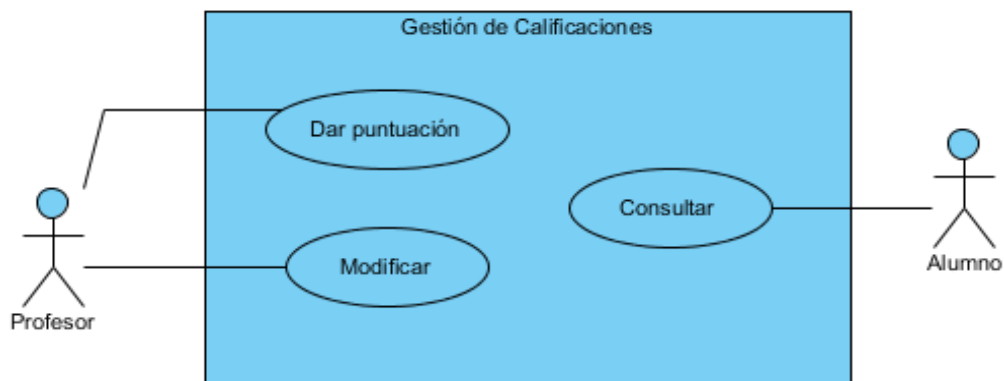 Gestión de Calificaciones
Dar puntuación
Consultar
Modificar
Alumno
Profesor